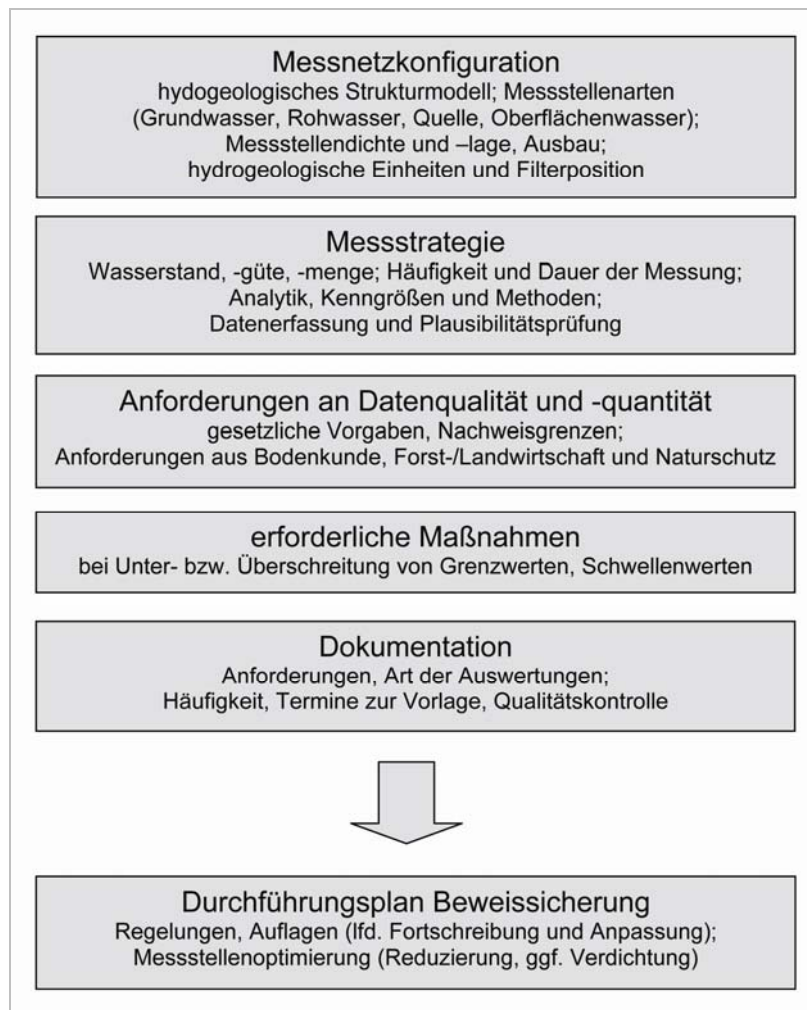 Messnetzkonfiguration
hydogeologisches Strukturmodell; Messstellenarten
(Grundwasser, Rohwasser, Quelle, Oberflächenwasser);
Messstellendichte und –lage, Ausbau;
hydrogeologische Einheiten und Filterposition
Messstrategie
Wasserstand, -güte, -menge; Häufigkeit und Dauer der Messung;
Analytik, Kenngrößen und Methoden;
Datenerfassung und Plausibilitätsprüfung
Anforderungen an Datenqualität und -quantität
gesetzliche Vorgaben, Nachweisgrenzen;
Anforderungen aus Bodenkunde, Forst-/Landwirtschaft und Naturschutz
erforderliche Maßnahmen
bei Unter- bzw. Überschreitung von Grenzwerten, Schwellenwerten
Dokumentation
Anforderungen, Art der Auswertungen;
Häufigkeit, Termine zur Vorlage, Qualitätskontrolle
Durchführungsplan Beweissicherung
Regelungen, Auflagen (lfd. Fortschreibung und Anpassung);
Messstellenoptimierung (Reduzierung, ggf. Verdichtung)